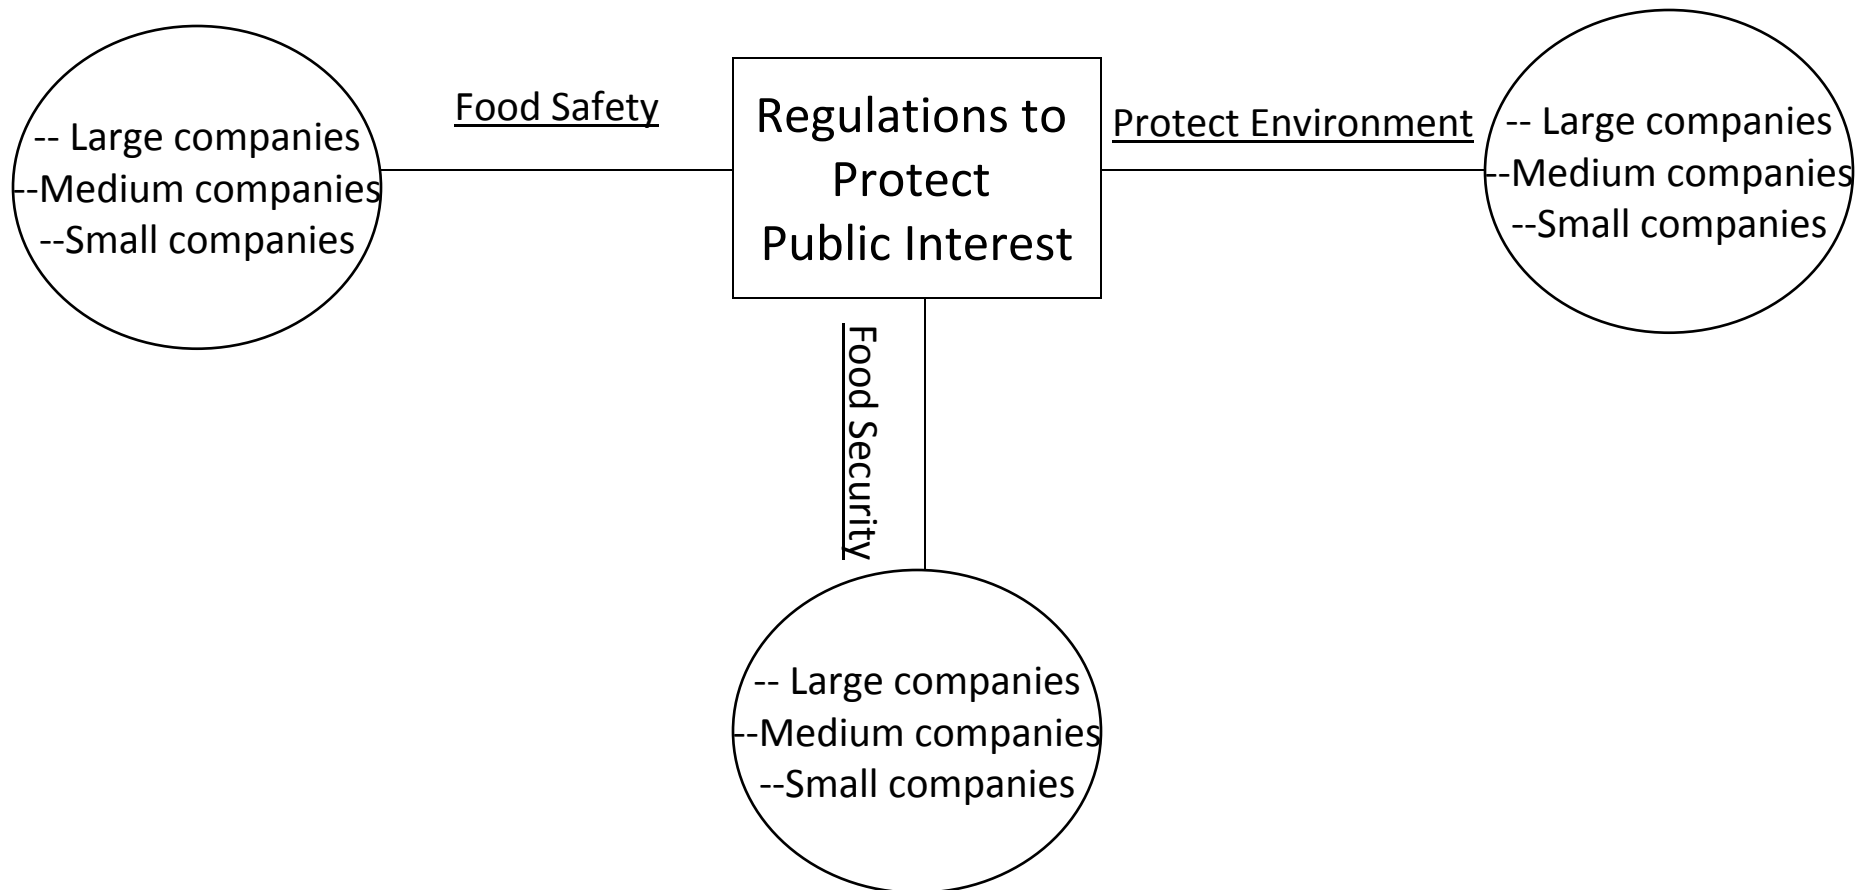 Food Safety
-- Large companies
--Medium companies
--Small companies
Regulations to
Protect
Public Interest
Protect Environment
-- Large companies
--Medium companies
--Small companies
Food Security
-- Large companies
--Medium companies
--Small companies